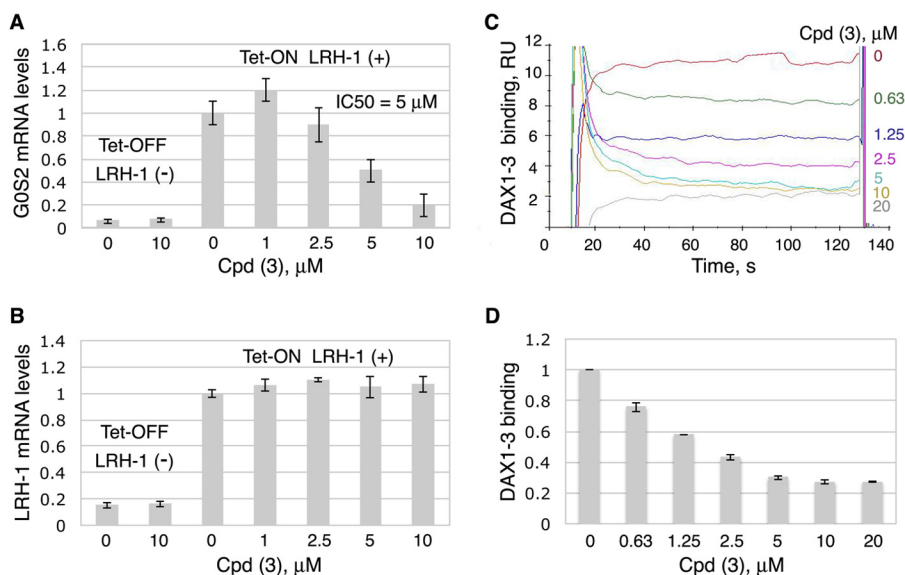 A
G0S2 mRNA levels
1.6
1.4
1.2
1
0.8
0.6
0.4
0.2
0
Tet-ON LRH-1 (+)
IC50 = 5 μM
Tet-OFF
LRH-1 (-)
0 10 0 1 2.5 5 10
Cpd (3), μM
B
LRH-1 mRNA levels
1.4
1.2
1
0.8
0.6
0.4
0.2
0
Tet-ON LRH-1 (+)
Tet-OFF
LRH-1 (-)
0 10 0 1 2.5 5 10
Cpd (3), μM
C
Cpd (3), μM
DAX1-3 binding, RU
12
10
8
6
4
2
0
0.63
1.25
2.5
5
10
20
0 20 40 60 80 100 120 140
Time, s
D
DAX1-3 binding
1.2
1
0.8
0.6
0.4
0.2
0
0 0.63 1.25 2.5 5 10 20
Cpd (3), μM